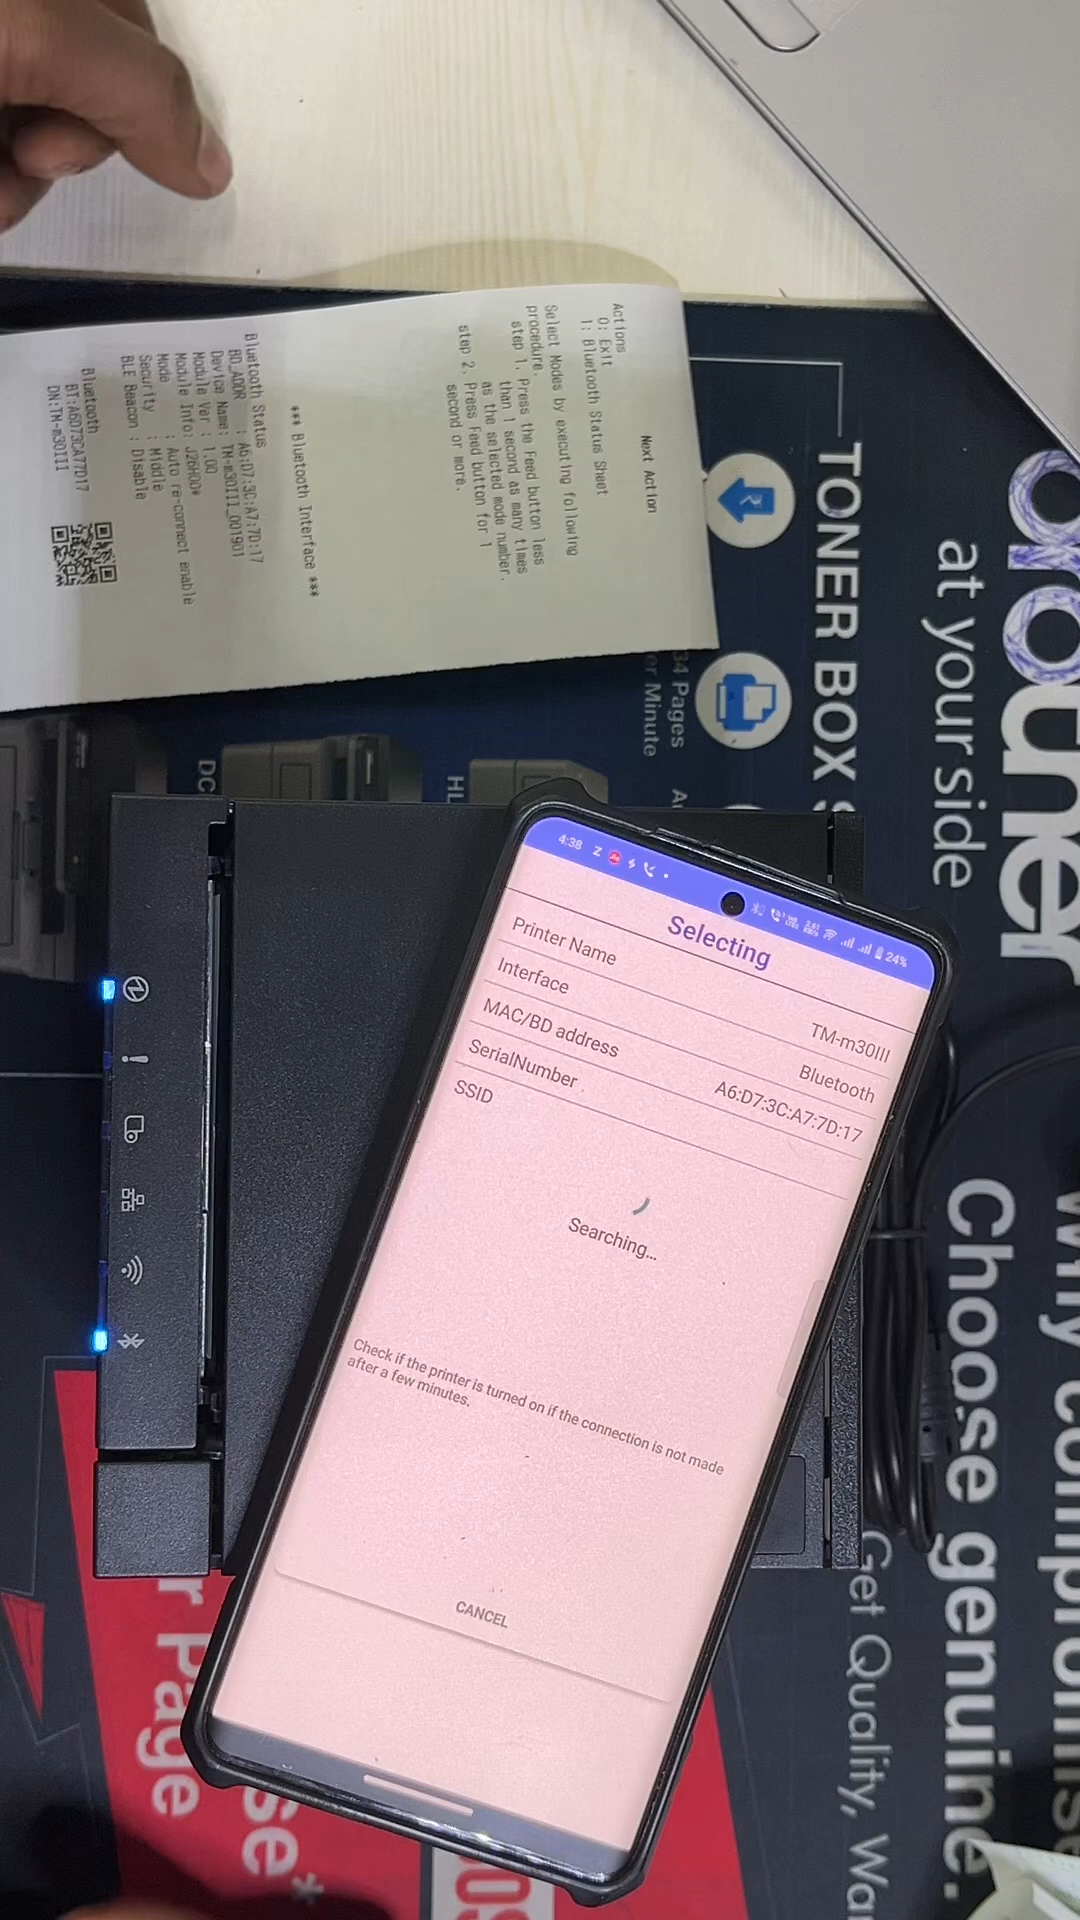 Next Action
Actions
0: Exit
1: Bluetooth Status Sheet
Select Modes by executing following
procedure.
step 1. Press the Feed button less
than 1 second as many times
as the selected mode number.
step 2. Press Feed button for 1
second or more.
*** Bluetooth Interface ***
Bluetooth Status
BD_ADDR : A6:D7:3C:A7:7D:17
Device Name: TM-m30III_001901
Module Ver : 1.00
Module Info: J26H00*
Mode : Auto re-connect enable
Security : Middle
BLE Beacon : Disable
Bluetooth
BT:A6D73CA77D17
DN:TM-m30III
4:38
24%
Selecting
Printer Name
TM-m30III
Interface
Bluetooth
MAC/BD address
A6:D7:3C:A7:7D:17
SerialNumber
SSID
Searching...
Check if the printer is turned on if the connection is not made
after a few minutes.
CANCEL
brother
at your side
TONER BOX
34 Pages
er Minute
DC
HL
Choose genuine.
Get Quality,
r Page
se*